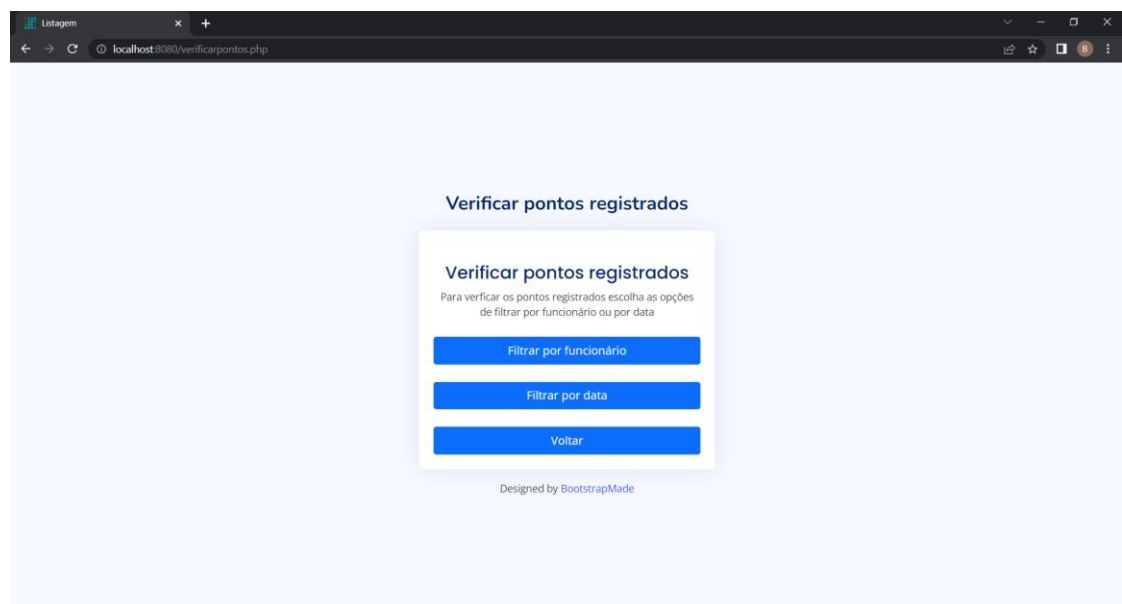 Listagem
localhost:8080/verificarpontos.php
B
Verificar pontos registrados
Verificar pontos registrados
Para verficar os pontos registrados escolha as opções
de filtrar por funcionário ou por data
Filtrar por funcionário
Filtrar por data
Voltar
Designed by BootstrapMade